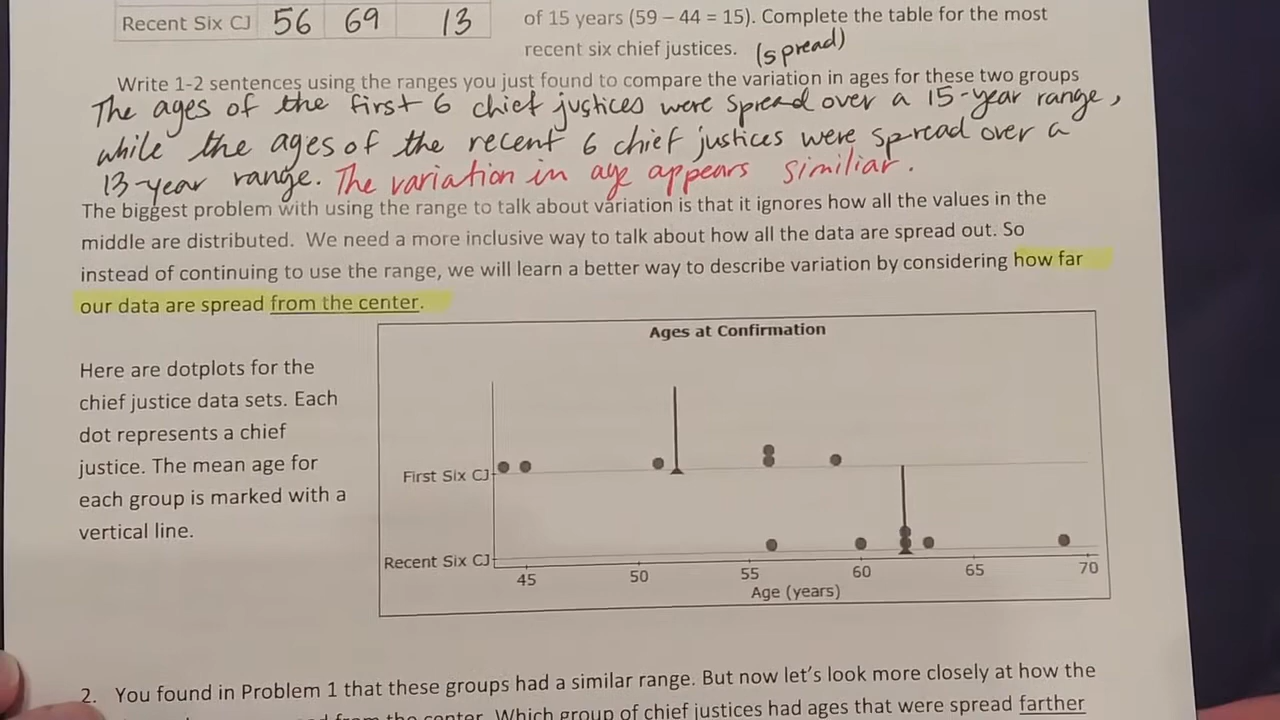 Recent Six CJ 56 69 13
of 15 years (59 – 44 = 15). Complete the table for the most
recent six chief justices. (spread)
Write 1-2 sentences using the ranges you just found to compare the variation in ages for these two groups
The ages of the first 6 chief justices were spread over a 15-year range,
while the ages of the recent 6 chief justices were spread over a
13-year range. The variation in age appears similiar.
The biggest problem with using the range to talk about variation is that it ignores how all the values in the
middle are distributed. We need a more inclusive way to talk about how all the data are spread out. So
instead of continuing to use the range, we will learn a better way to describe variation by considering how far
our data are spread from the center.
Ages at Confirmation
Here are dotplots for the
chief justice data sets. Each
dot represents a chief
justice. The mean age for
each group is marked with a
vertical line.
First Six CJ
Recent Six CJ
45 50 55 60 65 70
Age (years)
2. You found in Problem 1 that these groups had a similar range. But now let's look more closely at how the
from the center. Which group of chief justices had ages that were spread farther